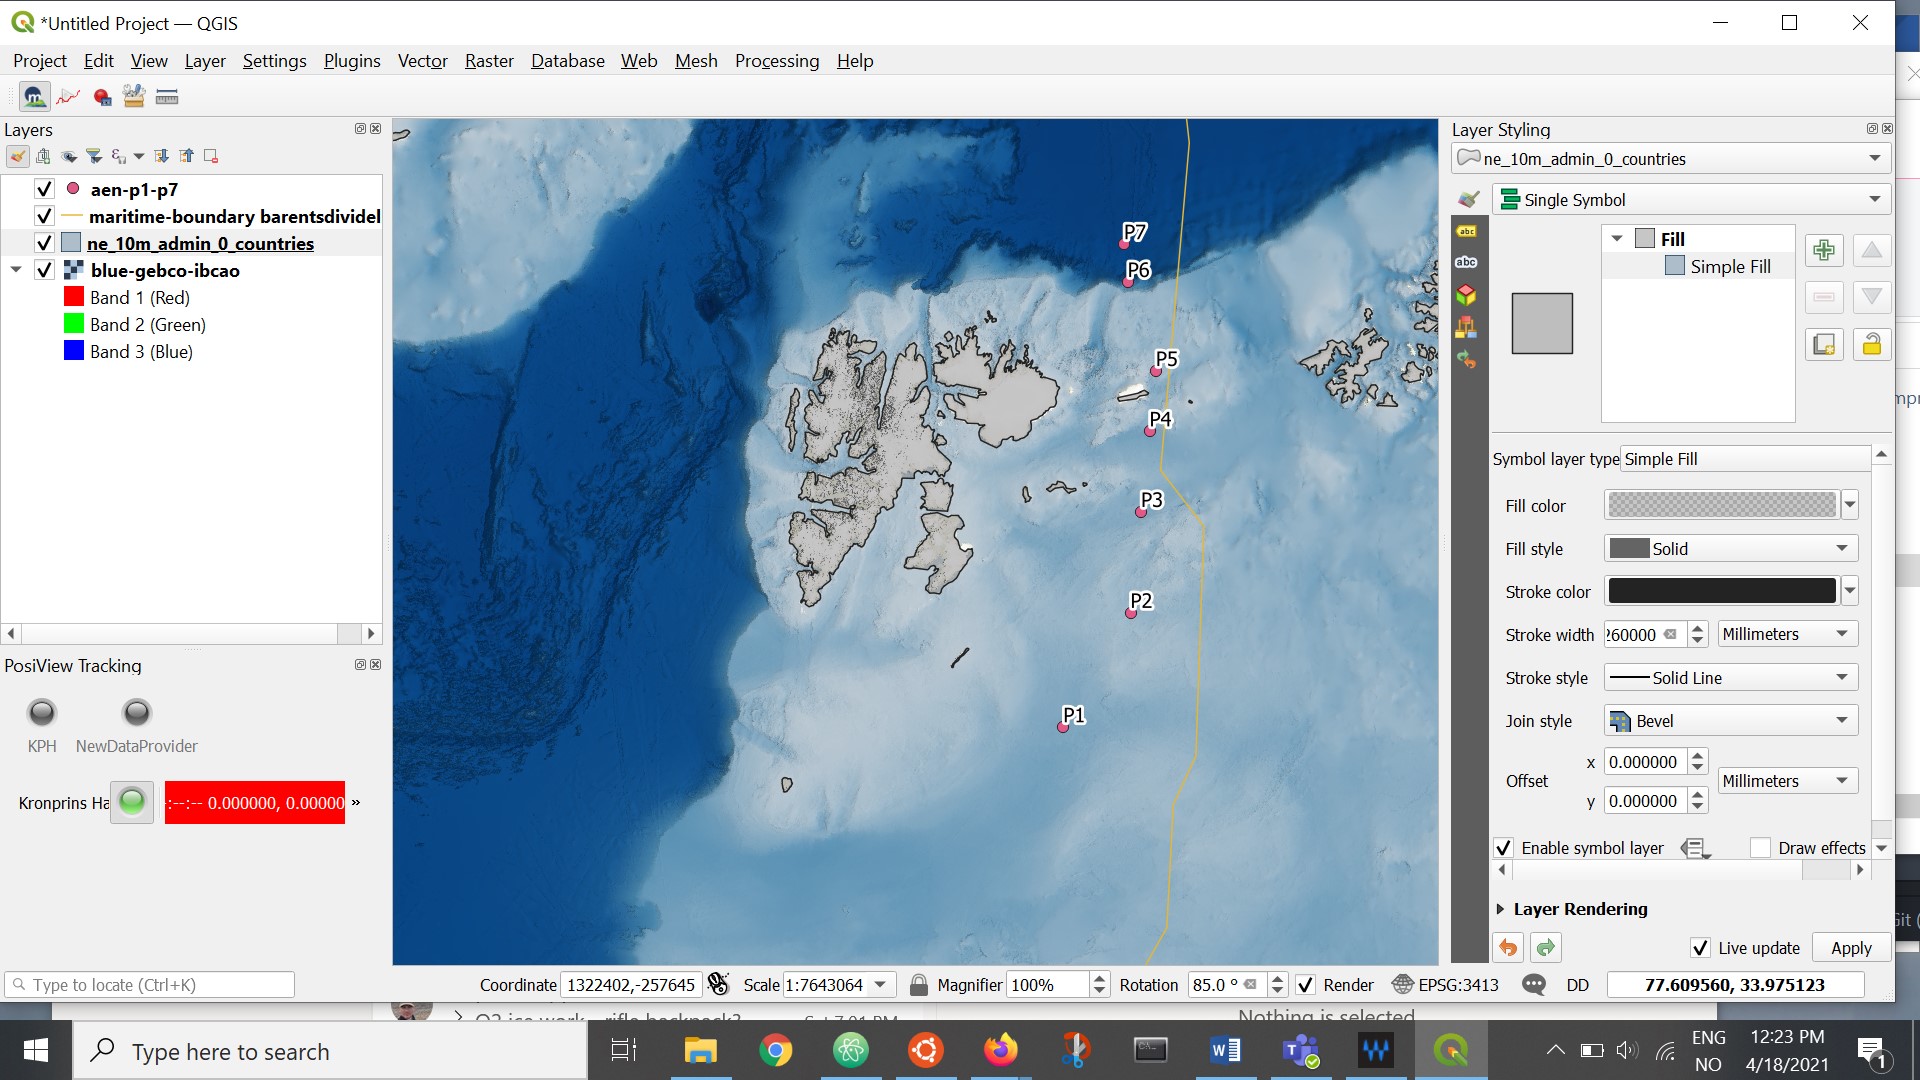 *Untitled Project — QGIS
Project Edit View Layer Settings Plugins Vector Raster Database Web Mesh Processing Help
Layers
aen-p1-p7
maritime-boundary barentsdividel
ne_10m_admin_0_countries
blue-gebco-ibcao
Band 1 (Red)
Band 2 (Green)
Band 3 (Blue)
PosiView Tracking
KPH NewDataProvider
Kronprins Ha :--:-- 0.000000, 0.00000 »
Type to locate (Ctrl+K)
P7
P6
P5
P4
P3
P2
P1
Layer Styling
ne_10m_admin_0_countries
Single Symbol
abc
abc
Fill
Simple Fill
Symbol layer type Simple Fill
Fill color
Fill style Solid
Stroke color
Stroke width 260000 Millimeters
Stroke style Solid Line
Join style Bevel
x 0.000000
Offset Millimeters
y 0.000000
Enable symbol layer Draw effects
Layer Rendering
Live update Apply
Coordinate 1322402,-257645 Scale 1:7643064 Magnifier 100% Rotation 85.0 ° Render EPSG:3413 DD 77.609560, 33.975123
Nothing is selected
Type here to search
ENG
NO
12:23 PM
4/18/2021
1